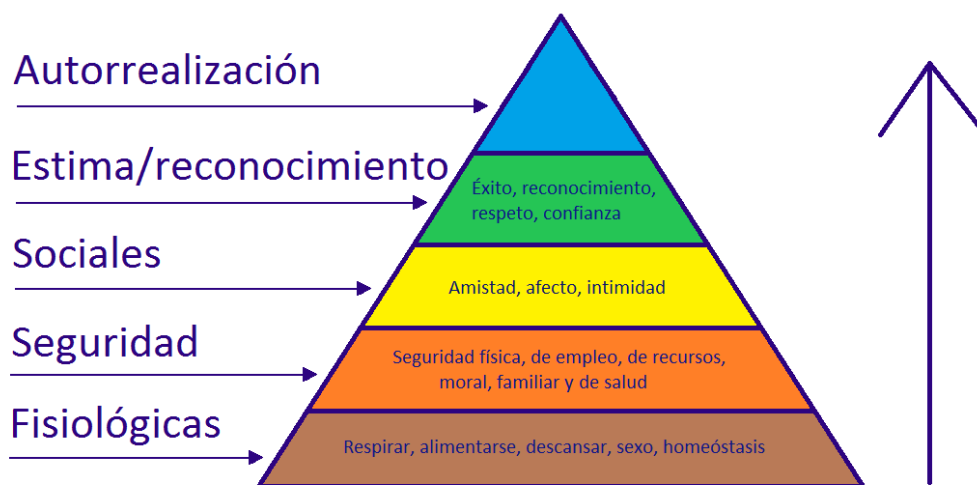 Autorrealización
Estima/reconocimiento
Éxito, reconocimiento,
respeto, confianza
Sociales
Amistad, afecto, intimidad
Seguridad
Seguridad física, de empleo, de recursos,
moral, familiar y de salud
Fisiológicas
Respirar, alimentarse, descansar, sexo, homeóstasis